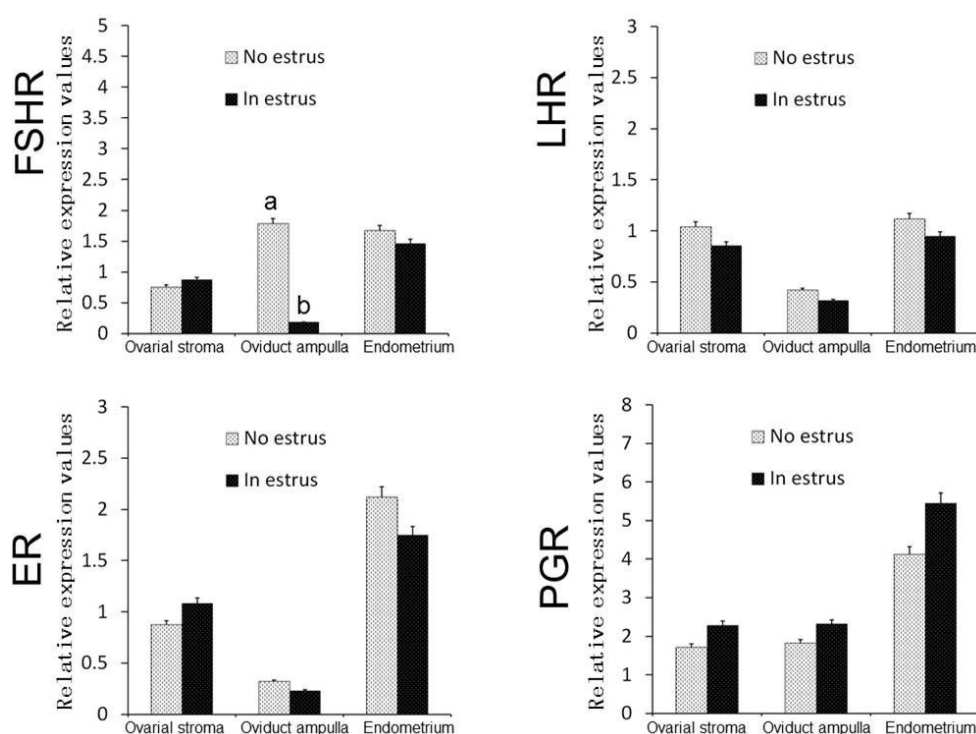 FSHR
Relative expression values
5
4.5
4
3.5
3
2.5
2
1.5
1
0.5
0
No estrus
In estrus
a
b
Ovarial stroma Oviduct ampulla Endometrium
LHR
Relative expression values
3
2.5
2
1.5
1
0.5
0
No estrus
In estrus
Ovarial stroma Oviduct ampulla Endometrium
ER
Relative expression values
3
2.5
2
1.5
1
0.5
0
No estrus
In estrus
Ovarial stroma Oviduct ampulla Endometrium
PGR
Relative expression values
8
7
6
5
4
3
2
1
0
No estrus
In estrus
Ovarial stroma Oviduct ampulla Endometrium